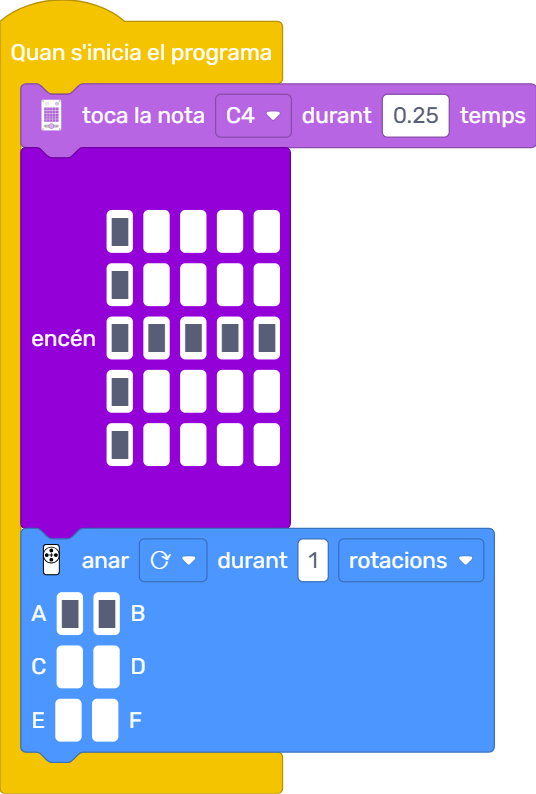 Quan s'inicia el programa
toca la nota C4 durant 0.25 temps
encén
anar durant 1 rotacions
A B
C D
E F